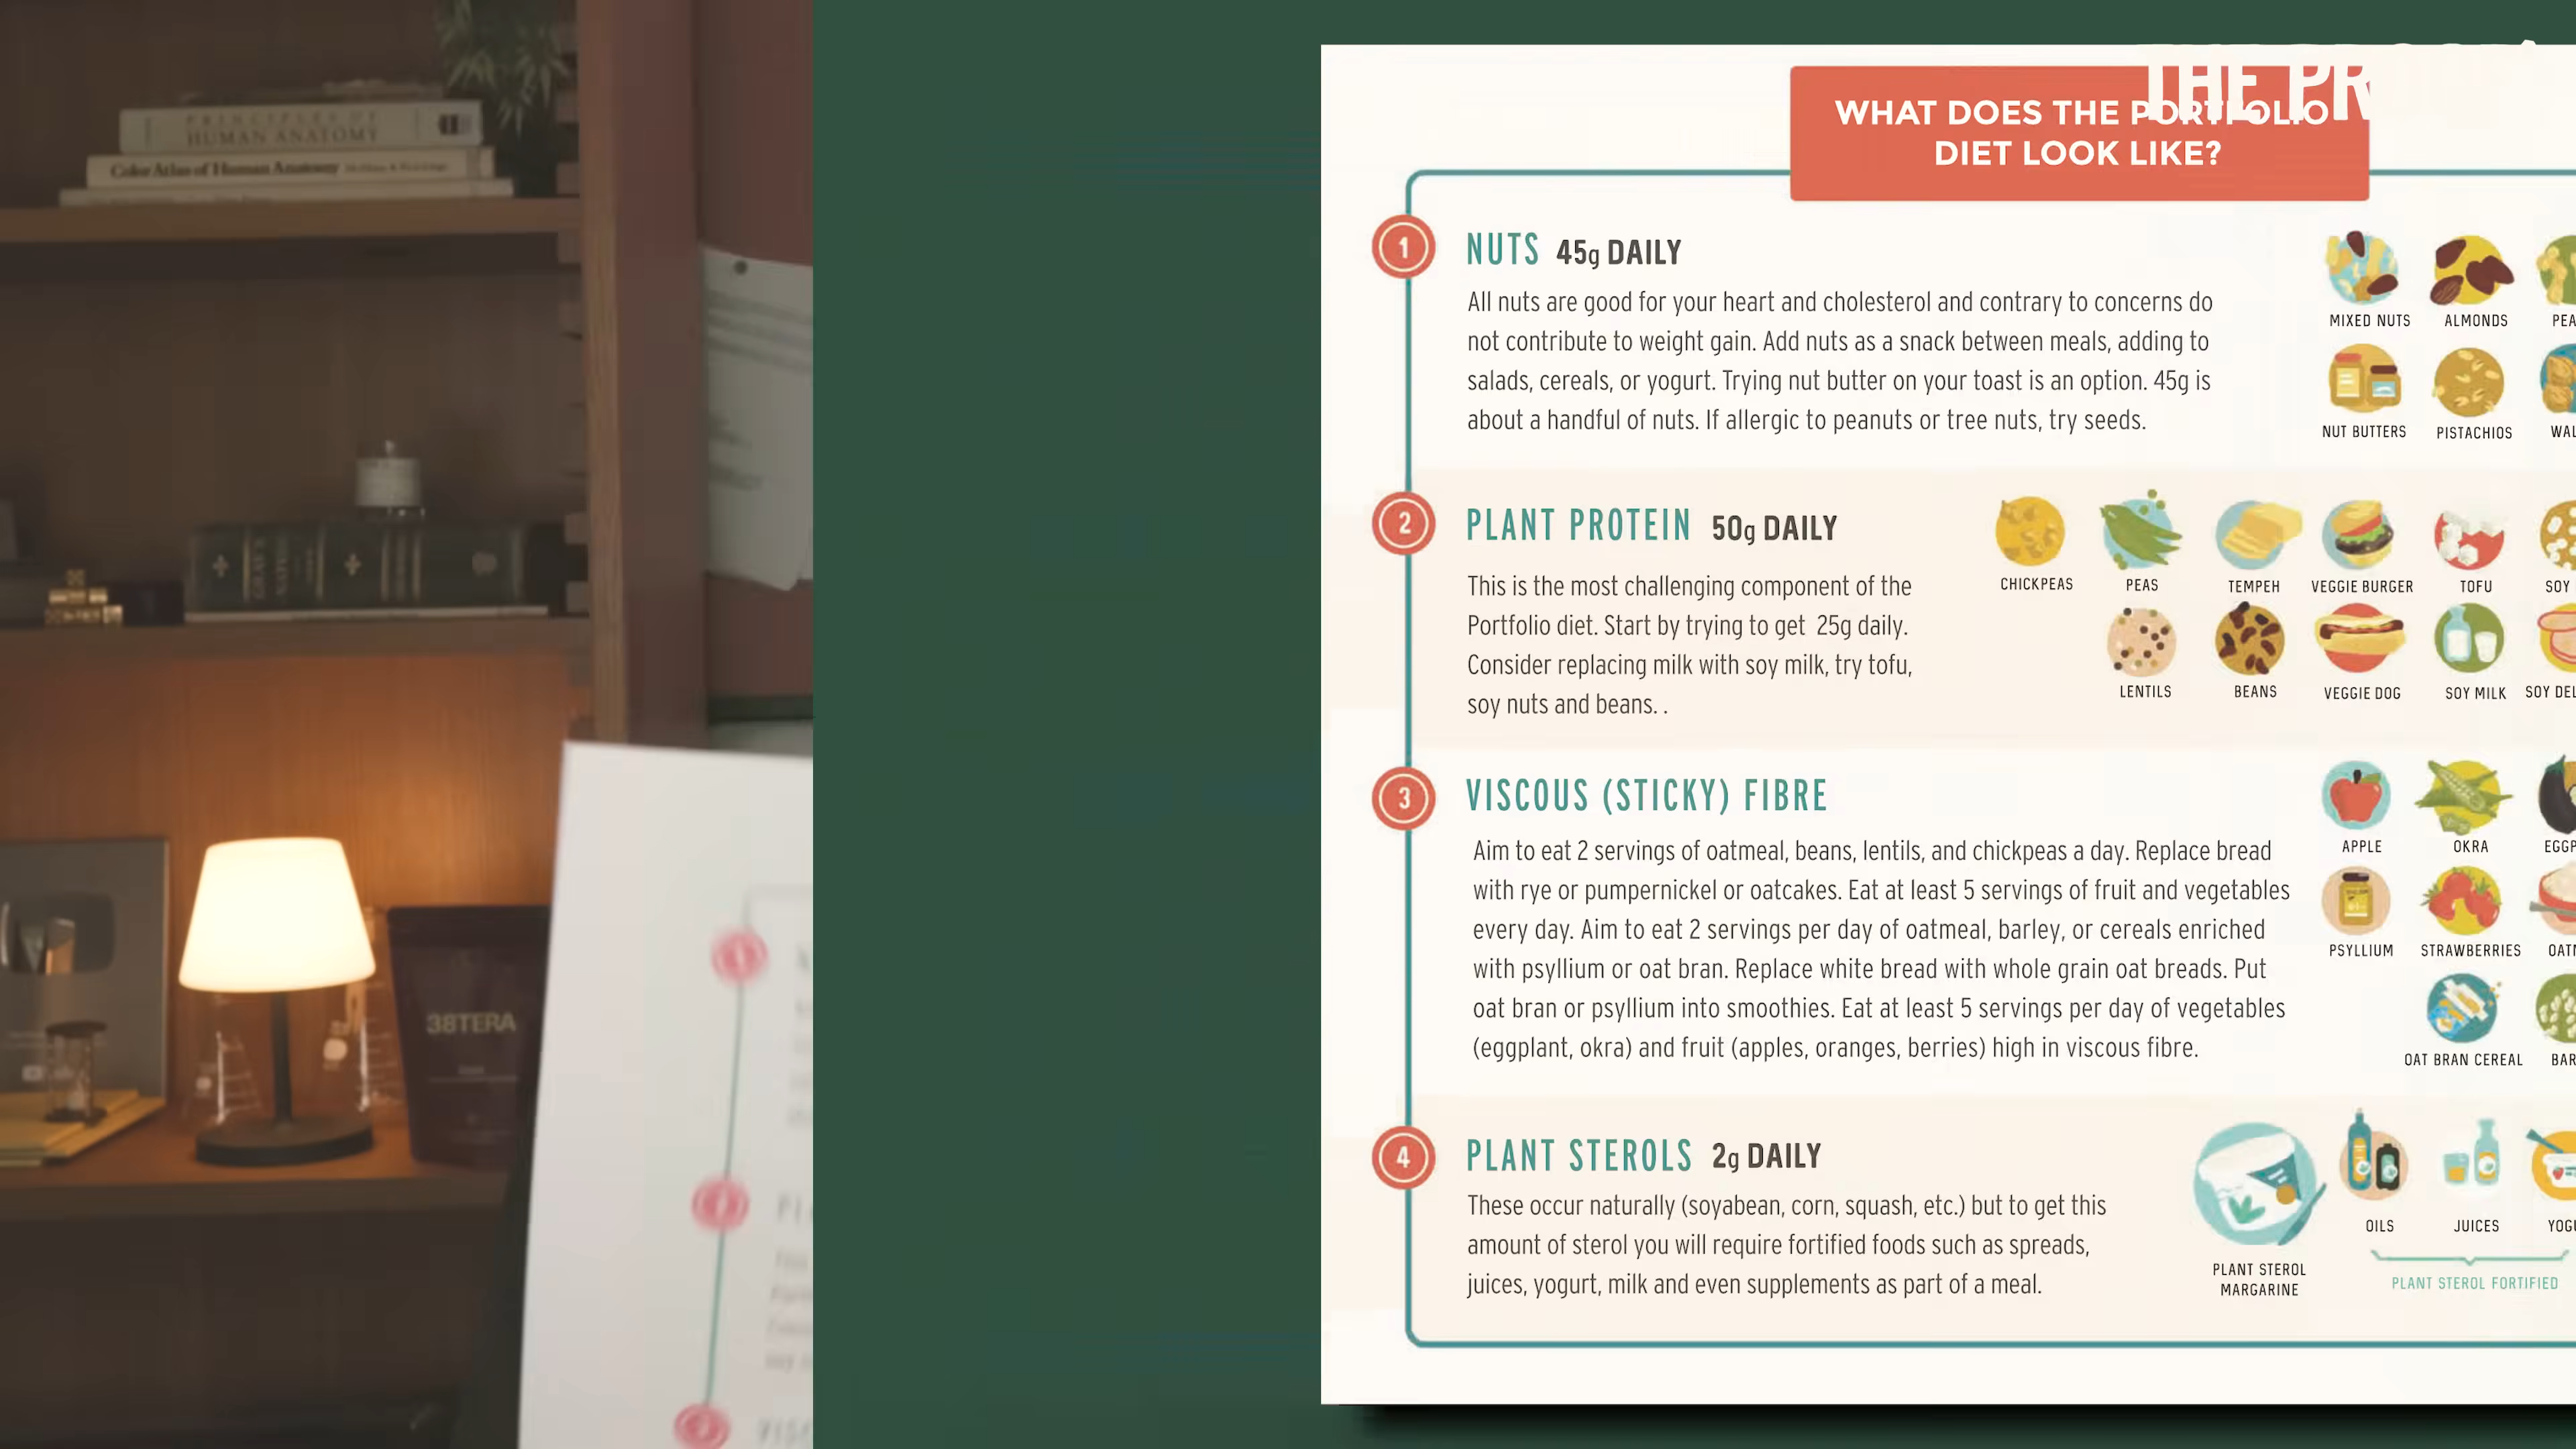 PRINCIPLES OF
HUMAN ANATOMY
Color Atlas of Human Anatomy
38TERA
THE PR
WHAT DOES THE PORTFOLIO
DIET LOOK LIKE?
1
NUTS 45g DAILY
All nuts are good for your heart and cholesterol and contrary to concerns do
not contribute to weight gain. Add nuts as a snack between meals, adding to
salads, cereals, or yogurt. Trying nut butter on your toast is an option. 45g is
about a handful of nuts. If allergic to peanuts or tree nuts, try seeds.
MIXED NUTS ALMONDS PEA
NUT BUTTERS PISTACHIOS WAL
2
PLANT PROTEIN 50g DAILY
This is the most challenging component of the
Portfolio diet. Start by trying to get 25g daily.
Consider replacing milk with soy milk, try tofu,
soy nuts and beans. .
CHICKPEAS PEAS TEMPEH VEGGIE BURGER TOFU SOY
LENTILS BEANS VEGGIE DOG SOY MILK SOY DEL
3
VISCOUS (STICKY) FIBRE
Aim to eat 2 servings of oatmeal, beans, lentils, and chickpeas a day. Replace bread
with rye or pumpernickel or oatcakes. Eat at least 5 servings of fruit and vegetables
every day. Aim to eat 2 servings per day of oatmeal, barley, or cereals enriched
with psyllium or oat bran. Replace white bread with whole grain oat breads. Put
oat bran or psyllium into smoothies. Eat at least 5 servings per day of vegetables
(eggplant, okra) and fruit (apples, oranges, berries) high in viscous fibre.
APPLE OKRA EGGP
PSYLLIUM STRAWBERRIES OATM
OAT BRAN CEREAL BAR
4
PLANT STEROLS 2g DAILY
These occur naturally (soyabean, corn, squash, etc.) but to get this
amount of sterol you will require fortified foods such as spreads,
juices, yogurt, milk and even supplements as part of a meal.
PLANT STEROL
MARGARINE
OILS JUICES YOGU
PLANT STEROL FORTIFIED